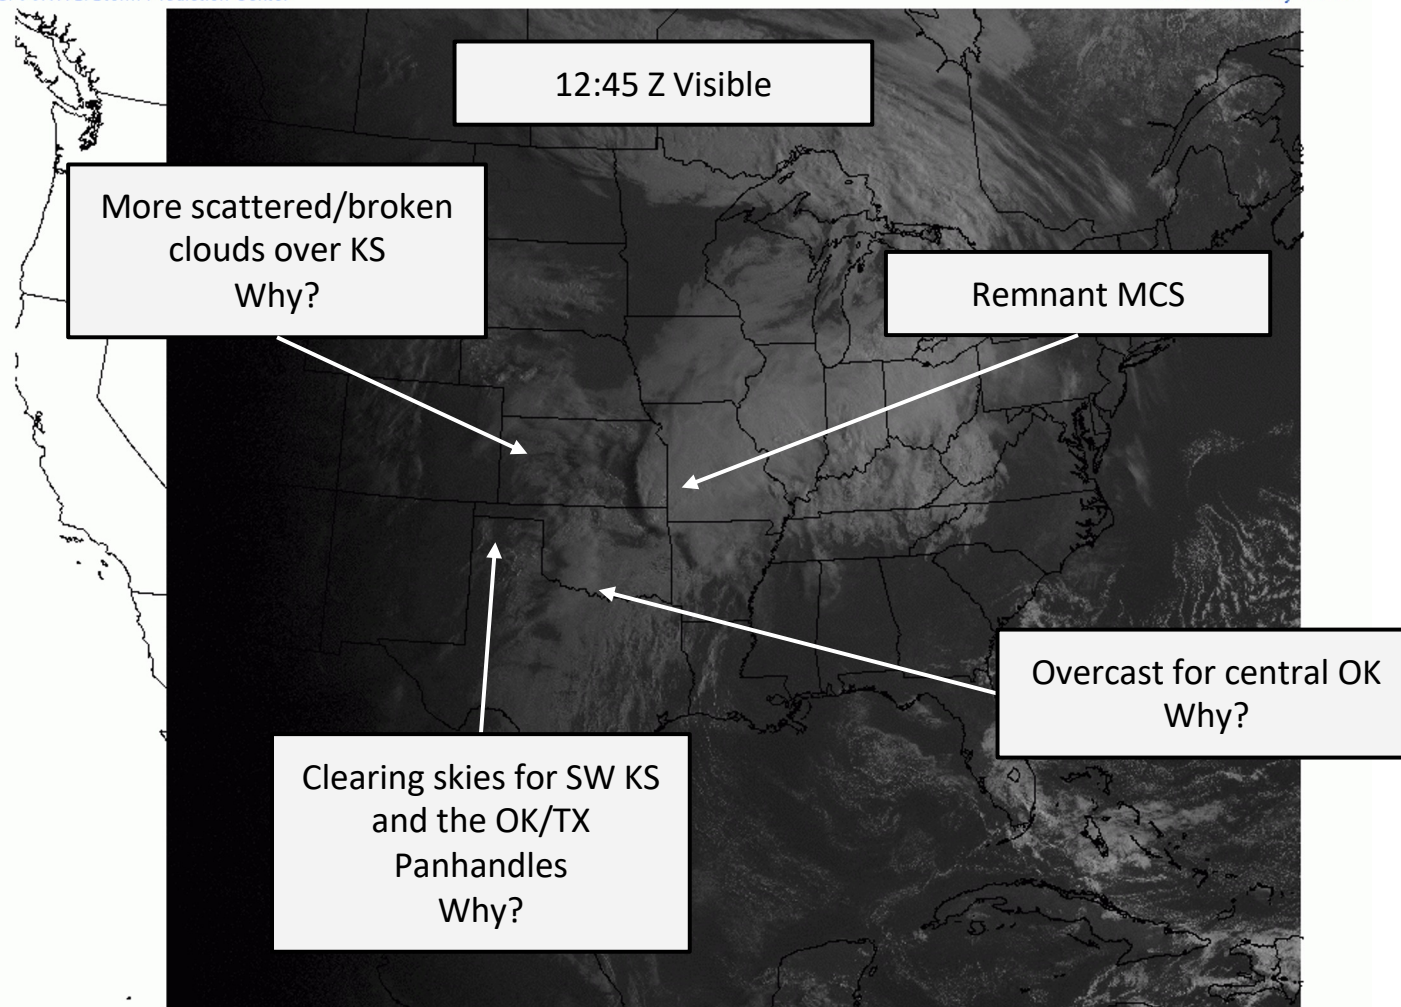 12:45 Z Visible
More scattered/broken
clouds over KS
Why?
Remnant MCS
Overcast for central OK
Why?
Clearing skies for SW KS
and the OK/TX
Panhandles
Why?